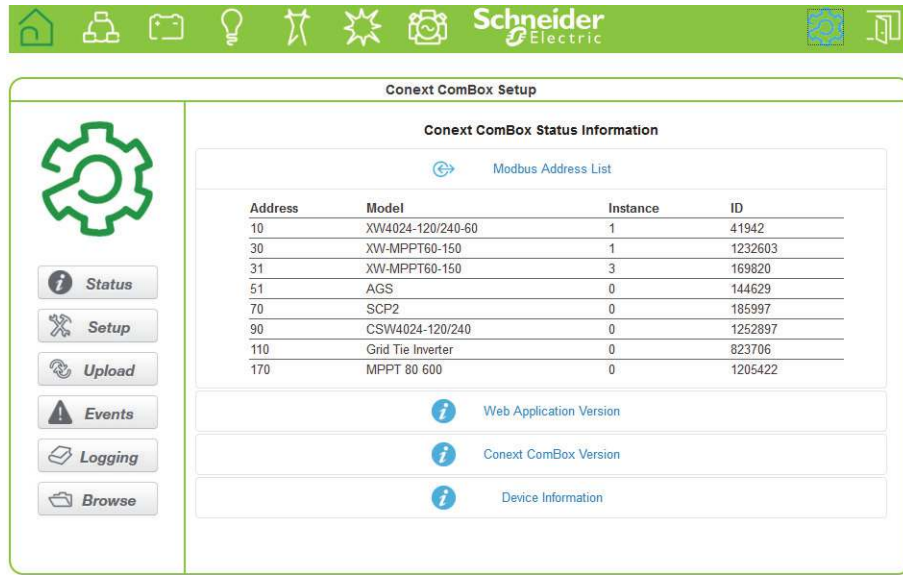 Schneider
Electric
Conext ComBox Setup
Conext ComBox Status Information
Modbus Address List
Address Model Instance ID
10 XW4024-120/240-60 1 41942
30 XW-MPPT60-150 1 1232603
31 XW-MPPT60-150 3 169820
51 AGS 0 144629
70 SCP2 0 185997
90 CSW4024-120/240 0 1252897
110 Grid Tie Inverter 0 823706
170 MPPT 80 600 0 1205422
Status
Setup
Upload
Events
Logging
Browse
Web Application Version
Conext ComBox Version
Device Information